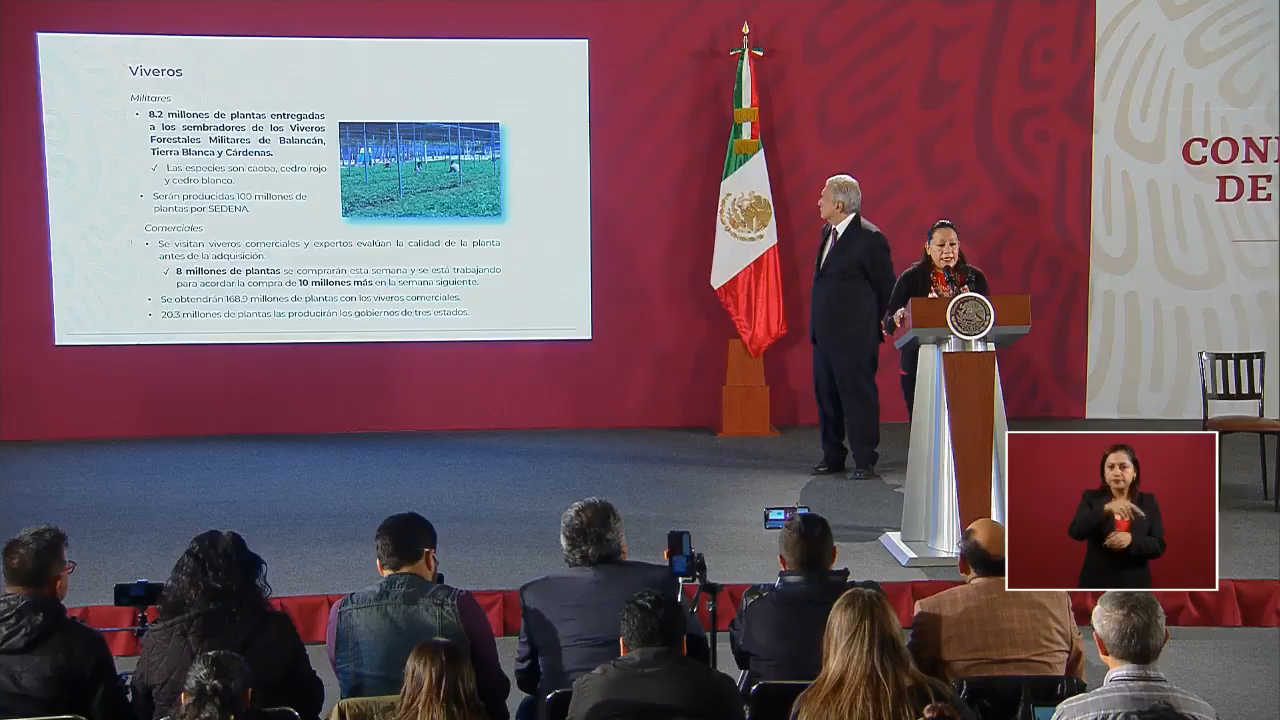 Viveros
Militares
• 8.2 millones de plantas entregadas
a los sembradores de los Viveros
Forestales Militares de Balancán,
Tierra Blanca y Cárdenas.
✓ Las especies son caoba, cedro rojo
y cedro blanco.
• Serán producidas 100 millones de
plantas por SEDENA.
Comerciales
• Se visitan viveros comerciales y expertos evalúan la calidad de la planta
antes de la adquisición.
✓ 8 millones de plantas se comprarán esta semana y se está trabajando
para acordar la compra de 10 millones más en la semana siguiente.
• Se obtendrán 168.9 millones de plantas con los viveros comerciales.
• 20.3 millones de plantas las producirán los gobiernos de tres estados.
CON
DE